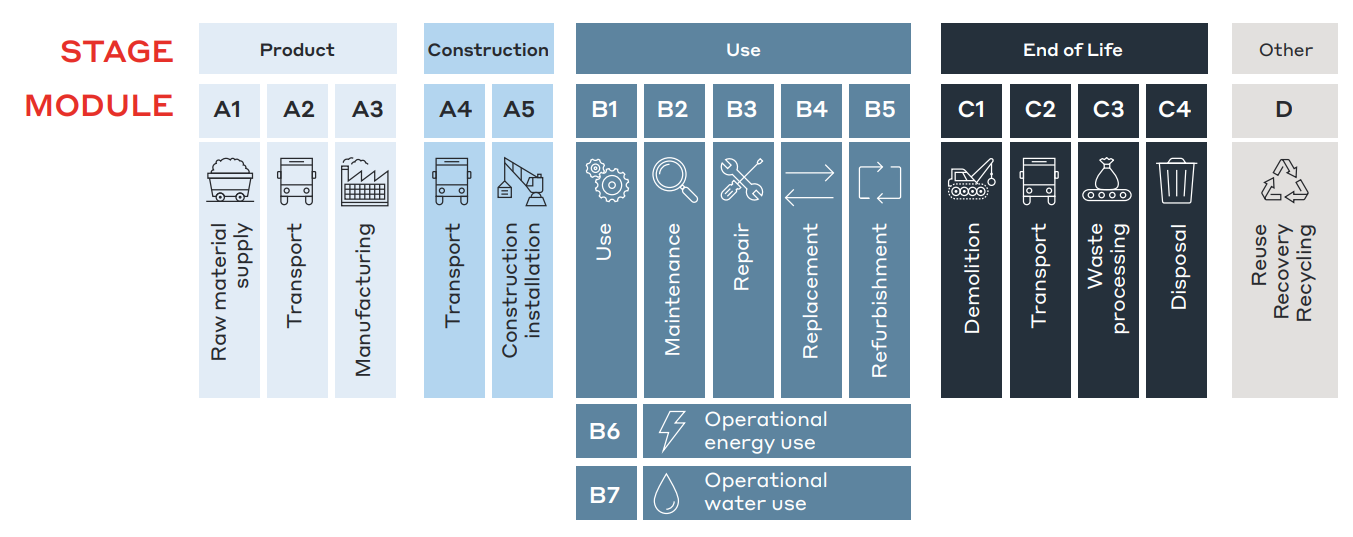 STAGE
Product
Construction
Use
End of Life
Other
MODULE
A1
A2
A3
A4
A5
B1
B2
B3
B4
B5
C1
C2
C3
C4
D
Raw material
supply
Transport
Manufacturing
Transport
Construction
installation
Use
Maintenance
Repair
Replacement
Refurbishment
Demolition
Transport
Waste
processing
Disposal
Reuse
Recovery
Recycling
B6
Operational
energy use
B7
Operational
water use